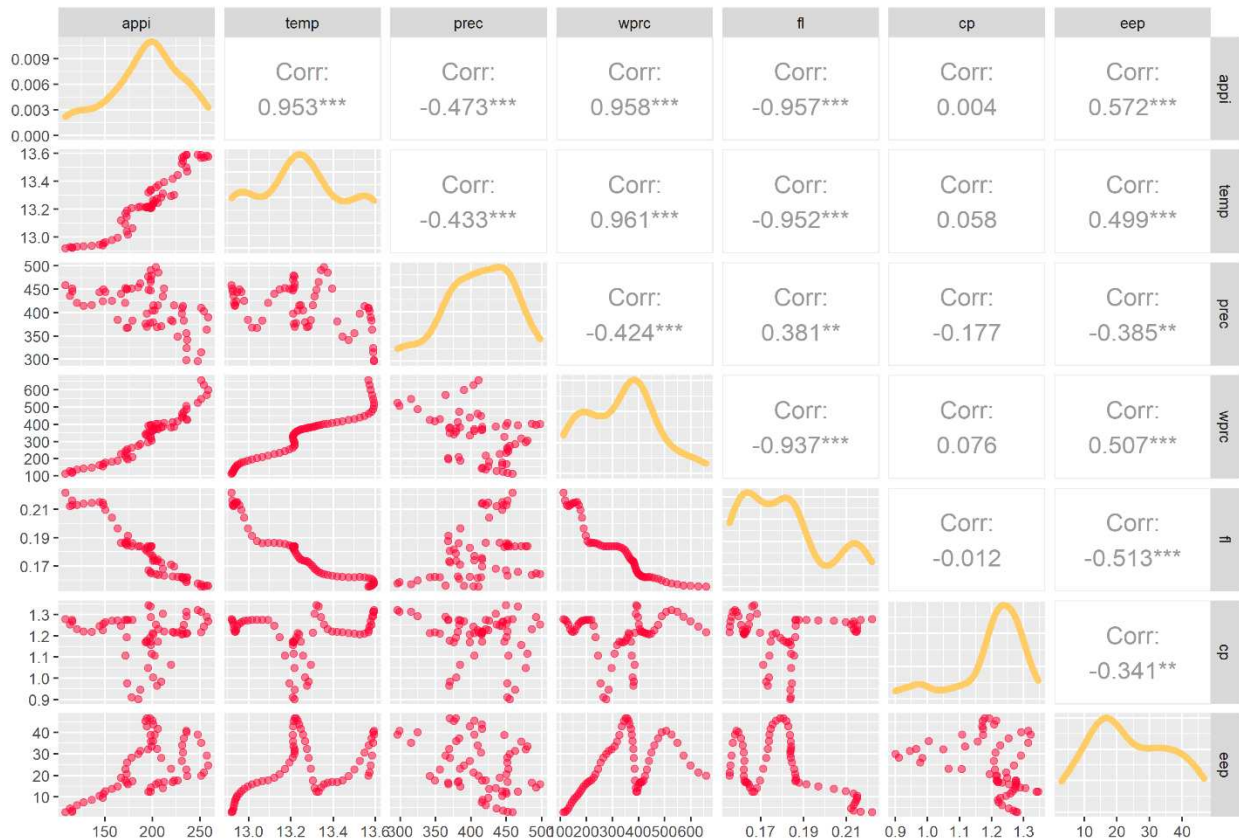 appi temp prec wprc fl cp eep
0.009
0.006
0.003
0.000
Corr: Corr: Corr: Corr: Corr: Corr:
0.953*** -0.473*** 0.958*** -0.957*** 0.004 0.572***
appi
13.6
13.4
13.2
13.0
Corr: Corr: Corr: Corr: Corr:
-0.433*** 0.961*** -0.952*** 0.058 0.499***
temp
500
450
400
350
300
Corr: Corr: Corr: Corr:
-0.424*** 0.381** -0.177 -0.385**
prec
600
500
400
300
200
100
Corr: Corr: Corr:
-0.937*** 0.076 0.507***
wprc
0.21
0.19
0.17
Corr: Corr:
-0.012 -0.513***
fl
1.3
1.2
1.1
1.0
0.9
Corr:
-0.341**
cp
40
30
20
10
eep
150 200 250 13.0 13.2 13.4 13.6 300 350 400 450 500 100 200 300 400 500 600 0.17 0.19 0.21 0.9 1.0 1.1 1.2 1.3 10 20 30 40